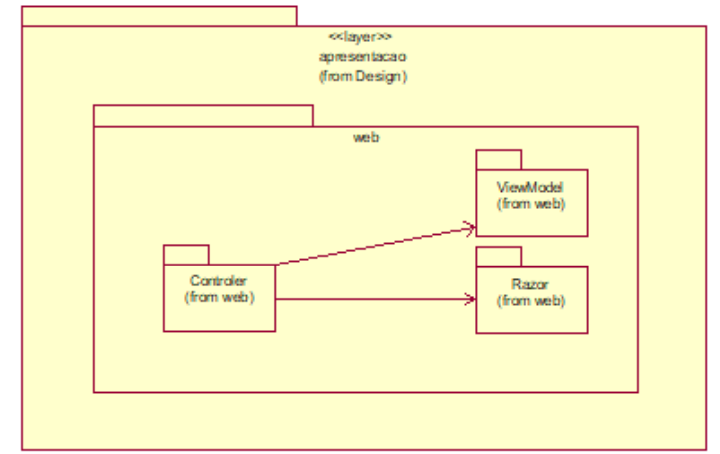 <<layer>>
apresentacao
(from Design)
web
ViewModel
(from web)
Controler
(from web)
Razor
(from web)